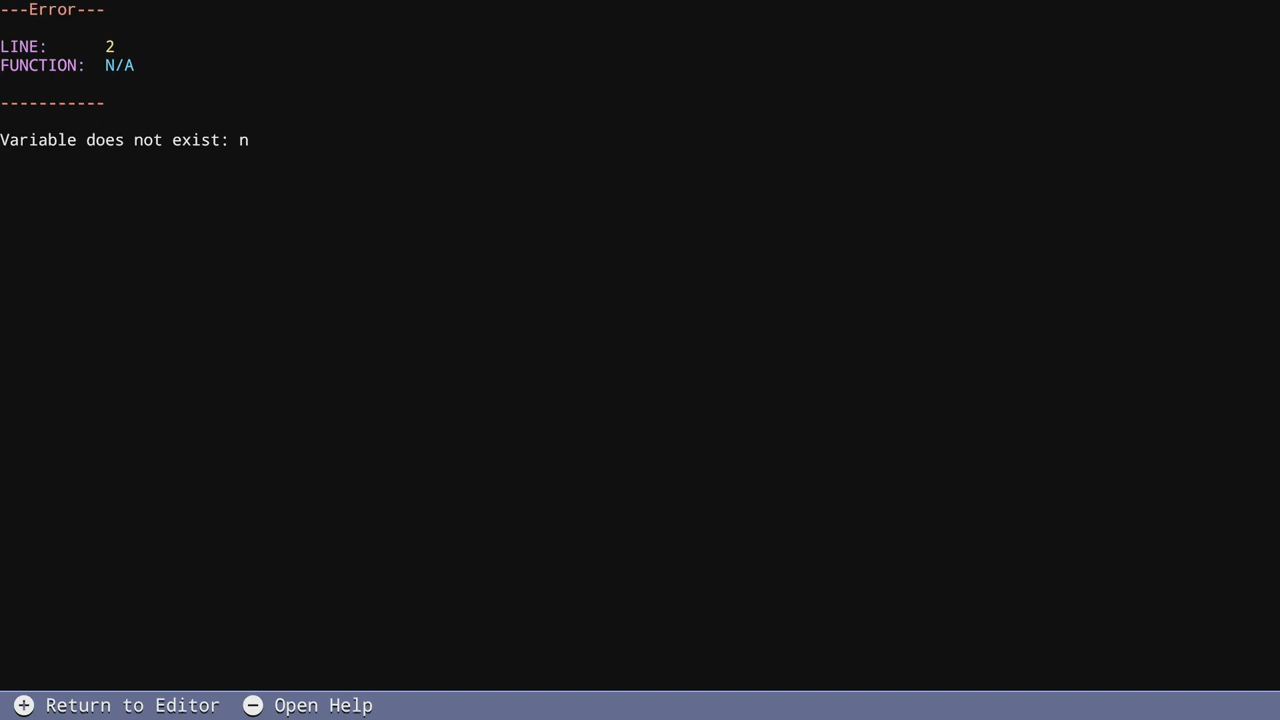 ---Error---
LINE: 2
FUNCTION: N/A
-----------
Variable does not exist: n
Return to Editor Open Help